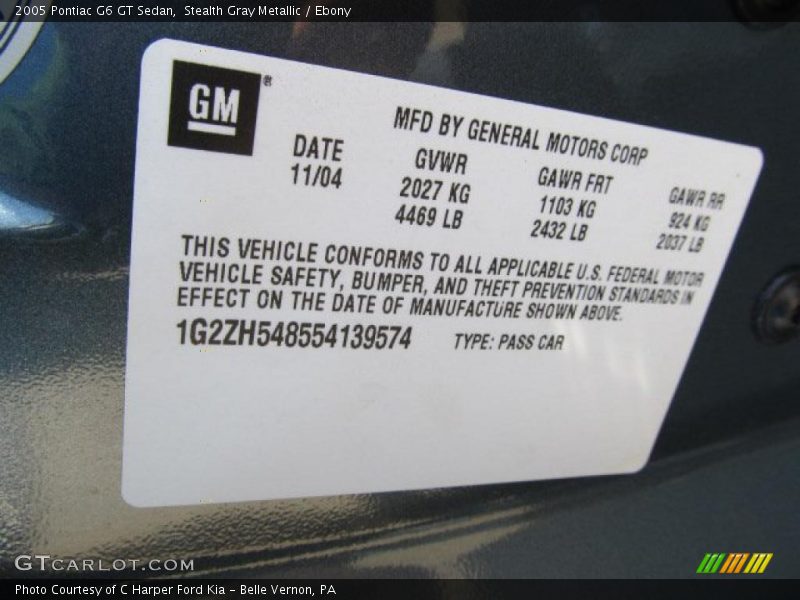 2005 Pontiac G6 GT Sedan, Stealth Gray Metallic / Ebony
GM®
MFD BY GENERAL MOTORS CORP
DATE GVWR GAWR FRT GAWR RR
11/04 2027 KG 1103 KG 924 KG
4469 LB 2432 LB 2037 LB
THIS VEHICLE CONFORMS TO ALL APPLICABLE U.S. FEDERAL MOTOR
VEHICLE SAFETY, BUMPER, AND THEFT PREVENTION STANDARDS IN
EFFECT ON THE DATE OF MANUFACTURE SHOWN ABOVE.
1G2ZH548554139574 TYPE: PASS CAR
GTCARLOT.COM
Photo Courtesy of C Harper Ford Kia - Belle Vernon, PA